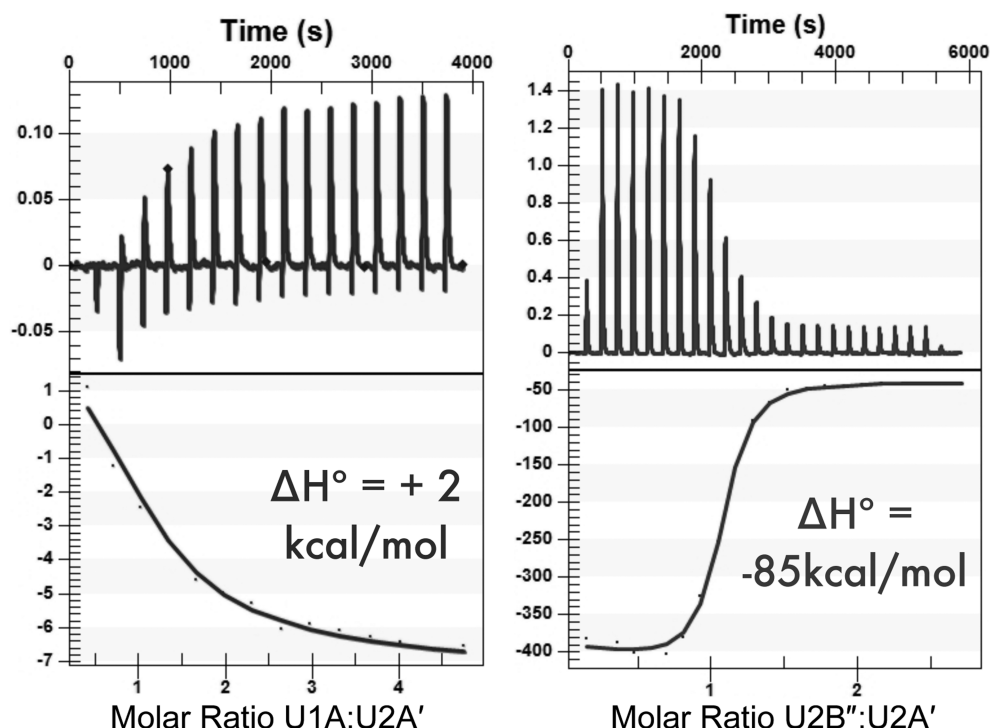 Time (s)
0 1000 2000 3000 4000
0.10
0.05
0
-0.05
1
0
-1
-2
-3
-4
-5
-6
-7
ΔH° = + 2
kcal/mol
1 2 3 4
Molar Ratio U1A:U2A′
Time (s)
0 2000 4000 6000
1.4
1.2
1.0
0.8
0.6
0.4
0.2
0
-50
-100
-150
-200
-250
-300
-350
-400
ΔH° =
-85kcal/mol
1 2
Molar Ratio U2B″:U2A′